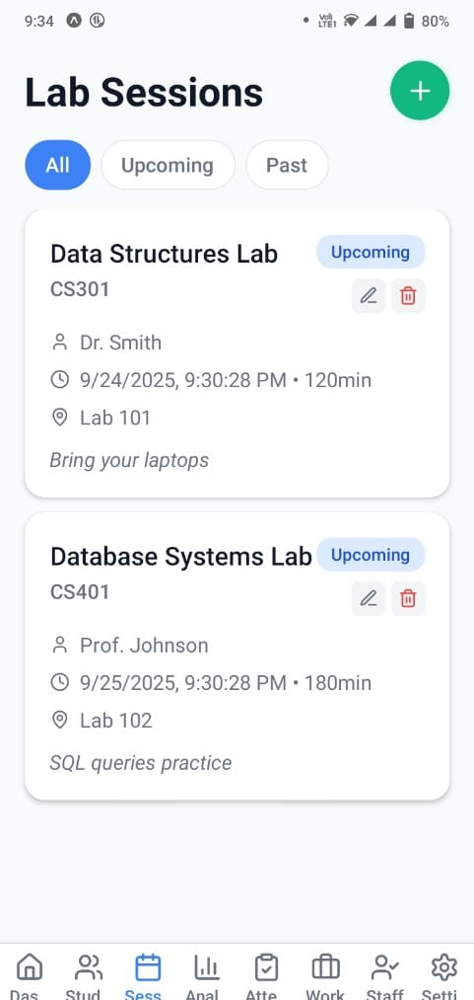 9:34 VoB LTE1 80%
Lab Sessions
All Upcoming Past
Data Structures Lab Upcoming
CS301
Dr. Smith
9/24/2025, 9:30:28 PM • 120min
Lab 101
Bring your laptops
Database Systems Lab Upcoming
CS401
Prof. Johnson
9/25/2025, 9:30:28 PM • 180min
Lab 102
SQL queries practice
Das Stud Sess Anal Atte Work Staff Setti